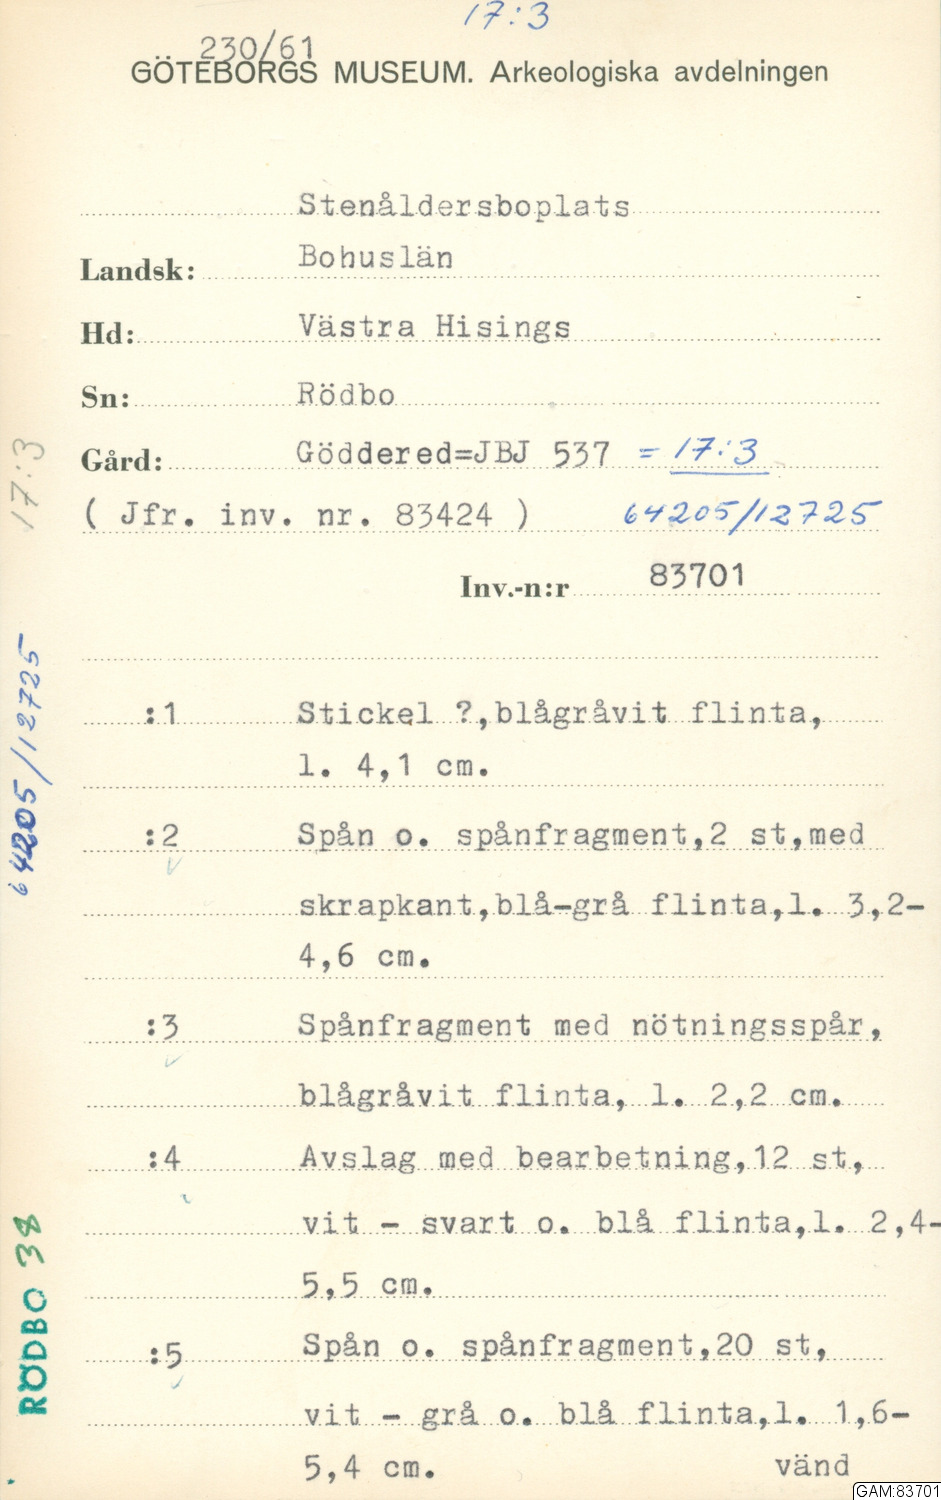 17:3
230/61
GÖTEBORGS MUSEUM. Arkeologiska avdelningen
Stenåldersboplats
Landsk: Bohuslän
Hd: Västra Hisings
Sn: Rödbo
Gård: Göddered=JBJ 537 = 17:3
( Jfr. inv. nr. 83424 ) 64205/12725
Inv.-n:r 83701
:1 Stickel ?,blågråvit flinta,
l. 4,1 cm.
:2 Spån o. spånfragment,2 st,med
skrapkant,blå-grå flinta,l. 3,2-
4,6 cm.
:3 Spånfragment med nötningsspår,
blågråvit flinta, l. 2,2 cm.
:4 Avslag med bearbetning,12 st,
vit - svart o. blå flinta,l. 2,4-
5,5 cm.
:5 Spån o. spånfragment,20 st,
vit - grå o. blå flinta,l. 1,6-
5,4 cm. vänd
17:3
64205/12725
RÖDBO 38
GAM:83701